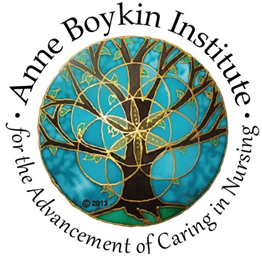 · Anne Boykin Institute ·
for the Advancement of Caring in Nursing
© 2013